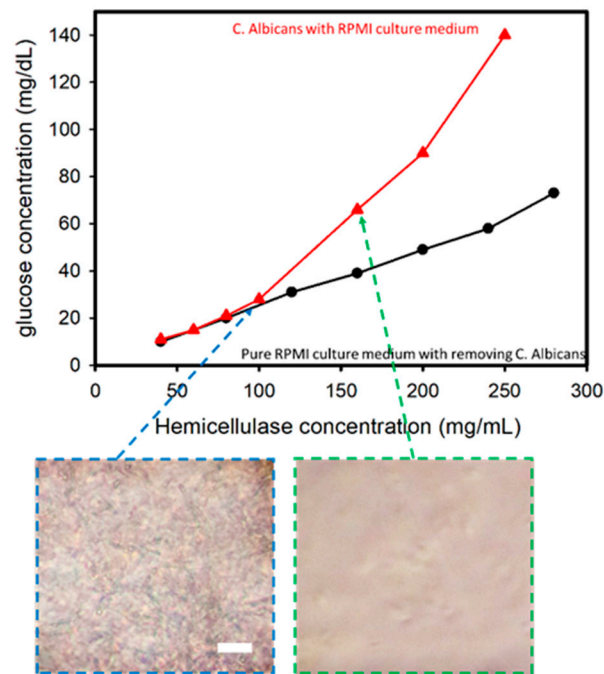 C. Albicans with RPMI culture medium
glucose concentration (mg/dL)
140
120
100
80
60
40
20
0
Pure RPMI culture medium with removing C. Albicans
0 50 100 150 200 250 300
Hemicellulase concentration (mg/mL)